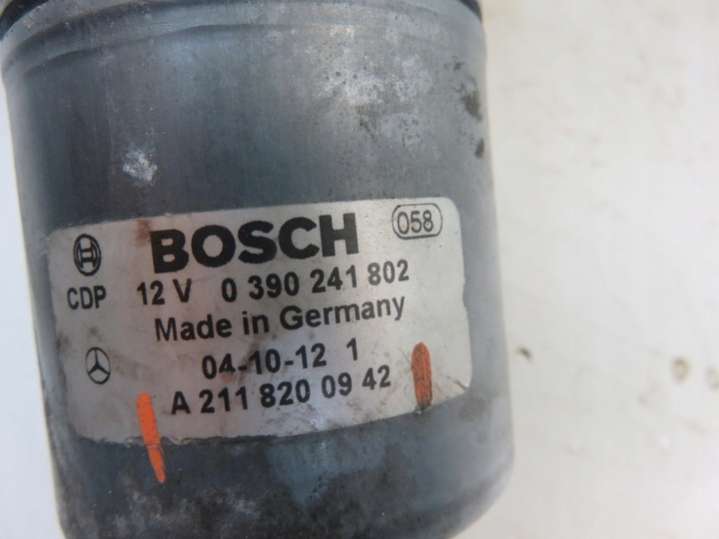 BOSCH 058
CDP 12 V 0 390 241 802
Made in Germany
04-10-12 1
A 211 820 09 42